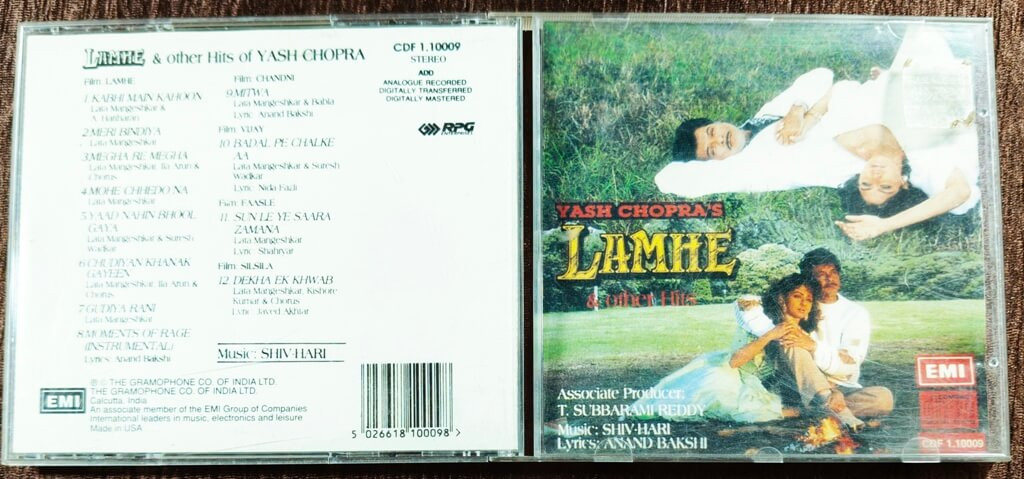 LAMHE & other Hits of YASH CHOPRA
Film: LAMHE
1. KABHI MAIN KAHOON
Lata Mangeshkar &
Hariharan
2. MERI BINDIYA
Lata Mangeshkar
3. MEGHA RE MEGHA
Lata Mangeshkar, Ila Arun &
Chorus
4. MOHE CHHEDO NA
Lata Mangeshkar
5. YAAD NAHIN BHOOL
GAYA
Lata Mangeshkar & Suresh
Wadkar
6. CHUDIYAN KHANAK
GAYEEN
Lata Mangeshkar, Ila Arun &
Chorus
7. GUDIYA RANI
Lata Mangeshkar
8. MOMENTS OF RAGE
(INSTRUMENTAL)
Lyrics: Anand Bakshi
Film: CHANDNI
9. MITWA
Lata Mangeshkar & Babla
Lyric: Anand Bakshi
Film: VIJAY
10. BADAL PE CHALKE
AA
Lata Mangeshkar & Suresh
Wadkar
Lyric: Nida Fazli
Film: FAASLE
11. SUN LE YE SAARA
ZAMANA
Lata Mangeshkar
Lyric: Shahryar
Film: SILSILA
12. DEKHA EK KHWAB
Lata Mangeshkar, Kishore
Kumar & Chorus
Lyric: Javed Akhtar
Music: SHIV-HARI
CDF 1.10009
STEREO
ADD
ANALOGUE RECORDED
DIGITALLY TRANSFERRED
DIGITALLY MASTERED
RPG
EMI
℗ © THE GRAMOPHONE CO. OF INDIA LTD.
THE GRAMOPHONE CO. OF INDIA LTD.
Calcutta, India
An associate member of the EMI Group of Companies
International leaders in music, electronics and leisure
Made in USA
5 026618 100098 >
YASH CHOPRA'S
LAMHE
& other Hits
Associate Producer:
T. SUBBARAMI REDDY
Music: SHIV-HARI
Lyrics: ANAND BAKSHI
EMI
CDF 1.10009